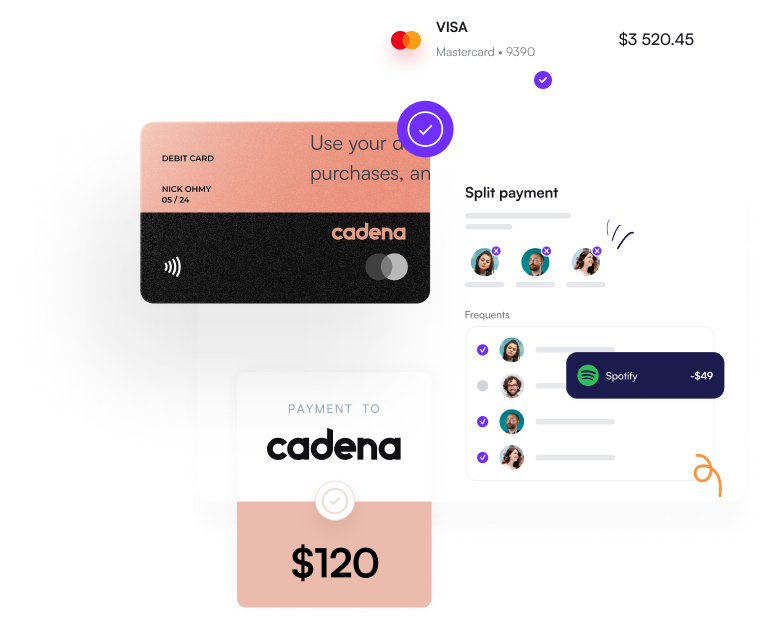 VISA
Mastercard • 9390
$3 520.45
DEBIT CARD
NICK OHMY
05 / 24
Use your d
purchases, an
cadena
Split payment
Frequents
Spotify
-$49
PAYMENT TO
cadena
$120